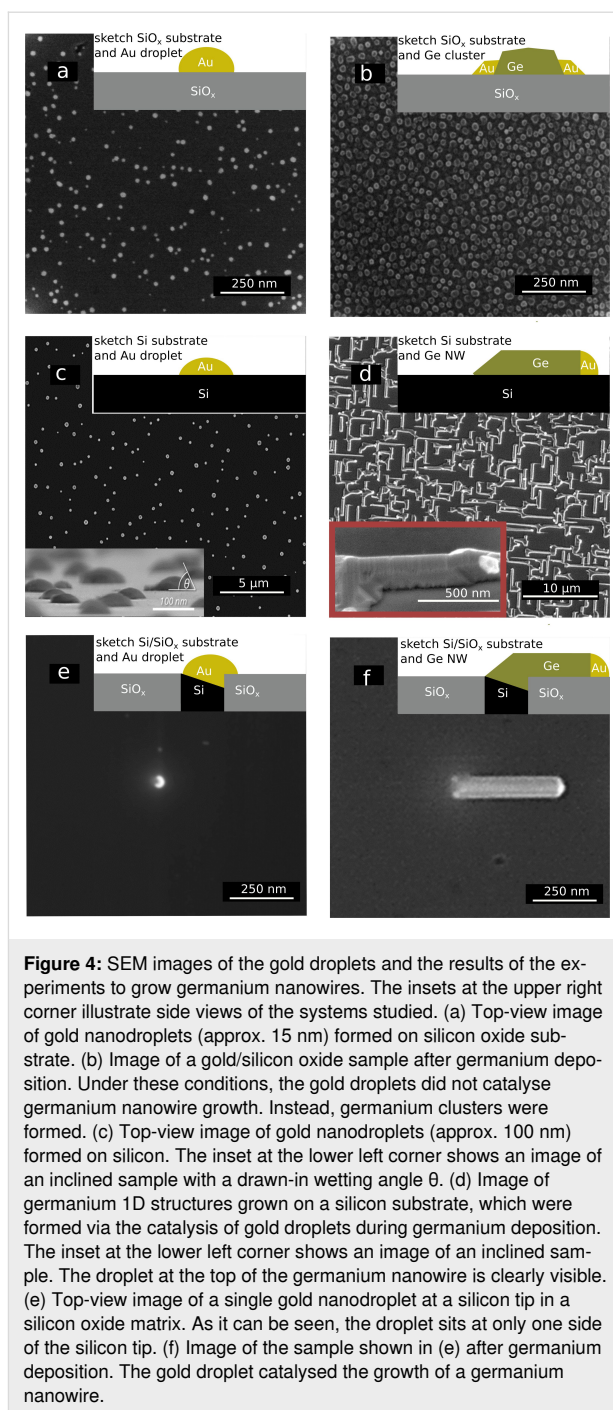 sketch SiOx substrate
and Au droplet
a
Au
SiOx
250 nm
sketch SiOx substrate
and Ge cluster
b
Au Ge Au
SiOx
250 nm
sketch Si substrate
and Au droplet
c
Au
Si
θ
100 nm
5 µm
sketch Si substrate
and Ge NW
d
Ge Au
Si
500 nm
10 µm
sketch Si/SiOx substrate
and Au droplet
e
Au
SiOx Si SiOx
250 nm
sketch Si/SiOx substrate
and Ge NW
f
Ge Au
SiOx Si SiOx
250 nm
Figure 4: SEM images of the gold droplets and the results of the ex-
periments to grow germanium nanowires. The insets at the upper right
corner illustrate side views of the systems studied. (a) Top-view image
of gold nanodroplets (approx. 15 nm) formed on silicon oxide sub-
strate. (b) Image of a gold/silicon oxide sample after germanium depo-
sition. Under these conditions, the gold droplets did not catalyse
germanium nanowire growth. Instead, germanium clusters were
formed. (c) Top-view image of gold nanodroplets (approx. 100 nm)
formed on silicon. The inset at the lower left corner shows an image of
an inclined sample with a drawn-in wetting angle θ. (d) Image of
germanium 1D structures grown on a silicon substrate, which were
formed via the catalysis of gold droplets during germanium deposition.
The inset at the lower left corner shows an image of an inclined sam-
ple. The droplet at the top of the germanium nanowire is clearly visible.
(e) Top-view image of a single gold nanodroplet at a silicon tip in a
silicon oxide matrix. As it can be seen, the droplet sits at only one side
of the silicon tip. (f) Image of the sample shown in (e) after germanium
deposition. The gold droplet catalysed the growth of a germanium
nanowire.